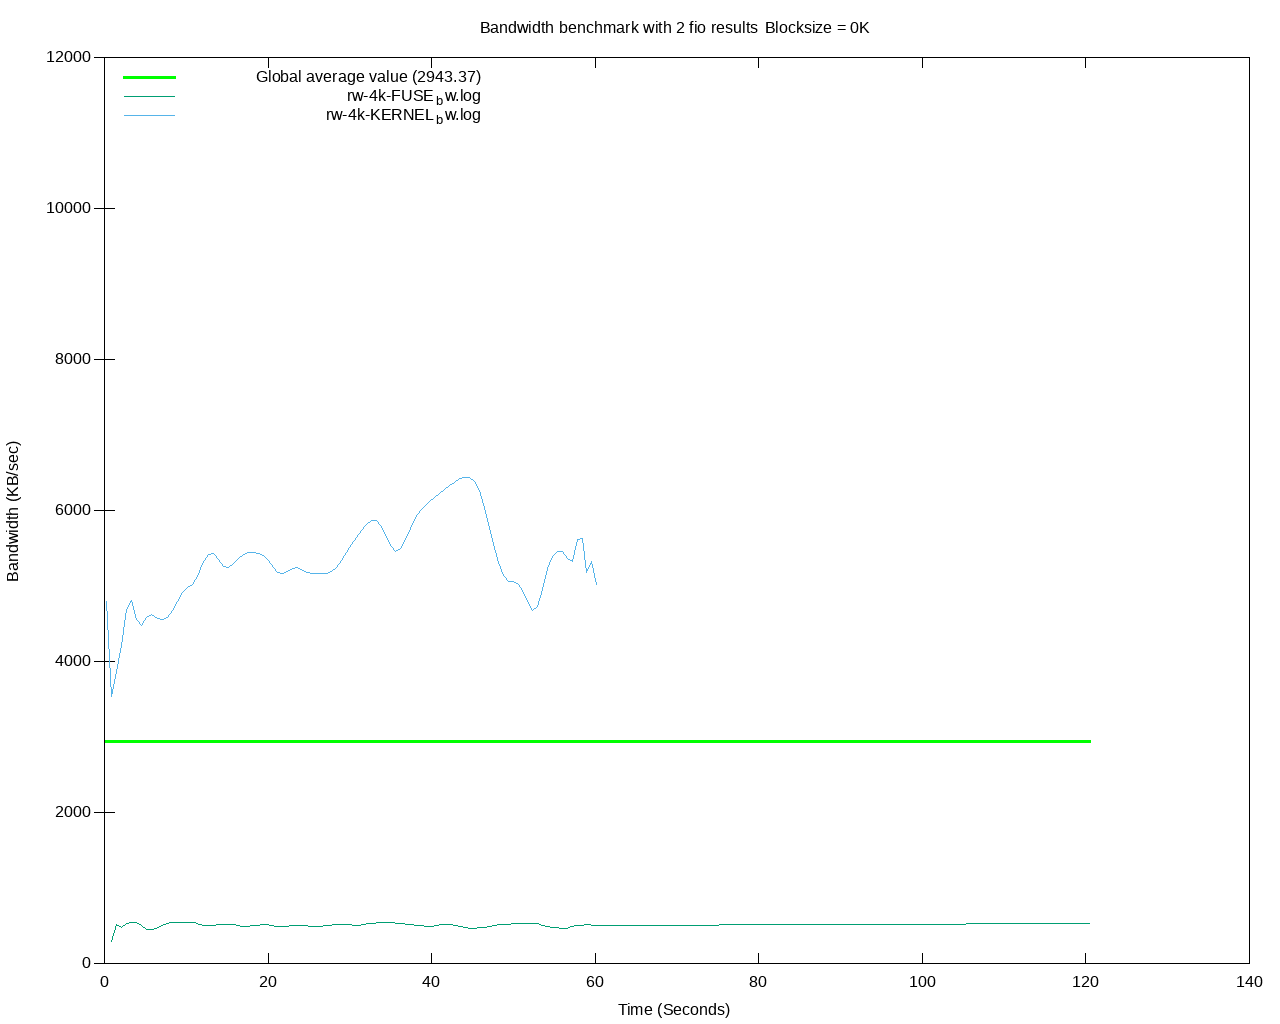 Bandwidth benchmark with 2 fio results Blocksize = 0K
12000
10000
8000
6000
4000
2000
0
Global average value (2943.37)
rw-4k-FUSE_bw.log
rw-4k-KERNEL_bw.log
Bandwidth (KB/sec)
0 20 40 60 80 100 120 140
Time (Seconds)